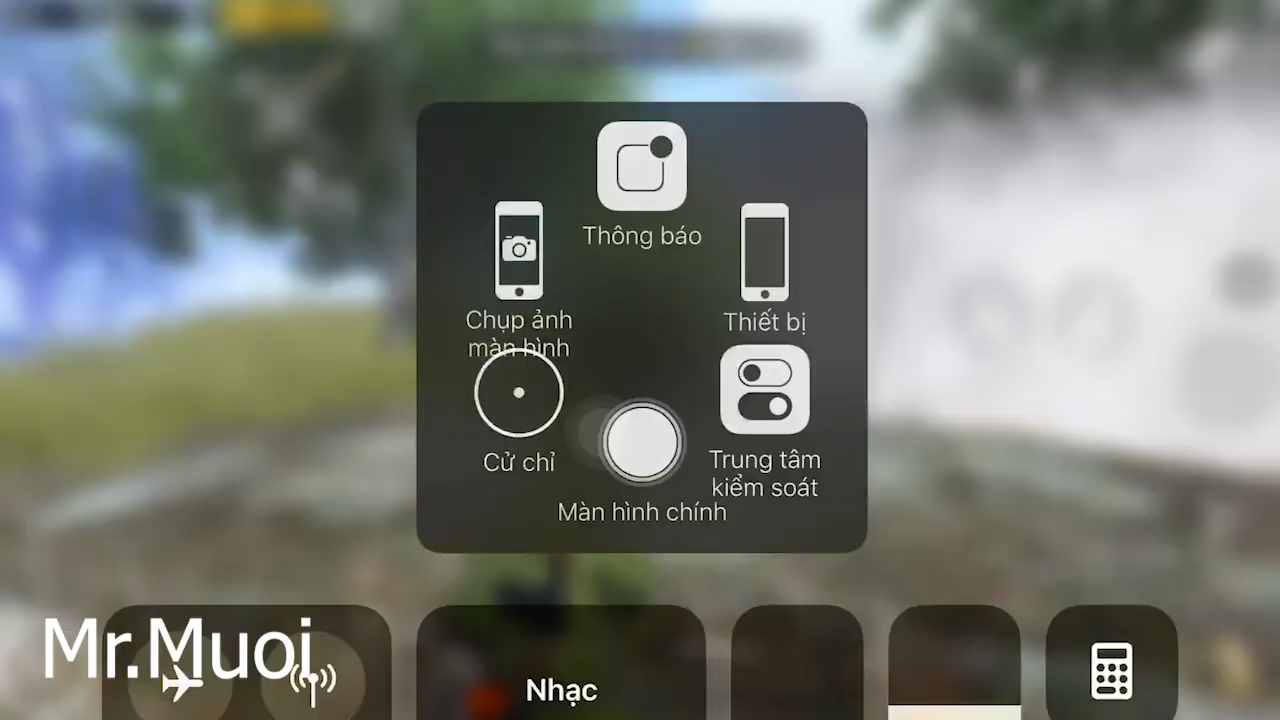 Thông báo
Chụp ảnh
màn hình
Thiết bị
Cử chỉ
Trung tâm
kiểm soát
Màn hình chính
Mr.Muoi
Nhạc